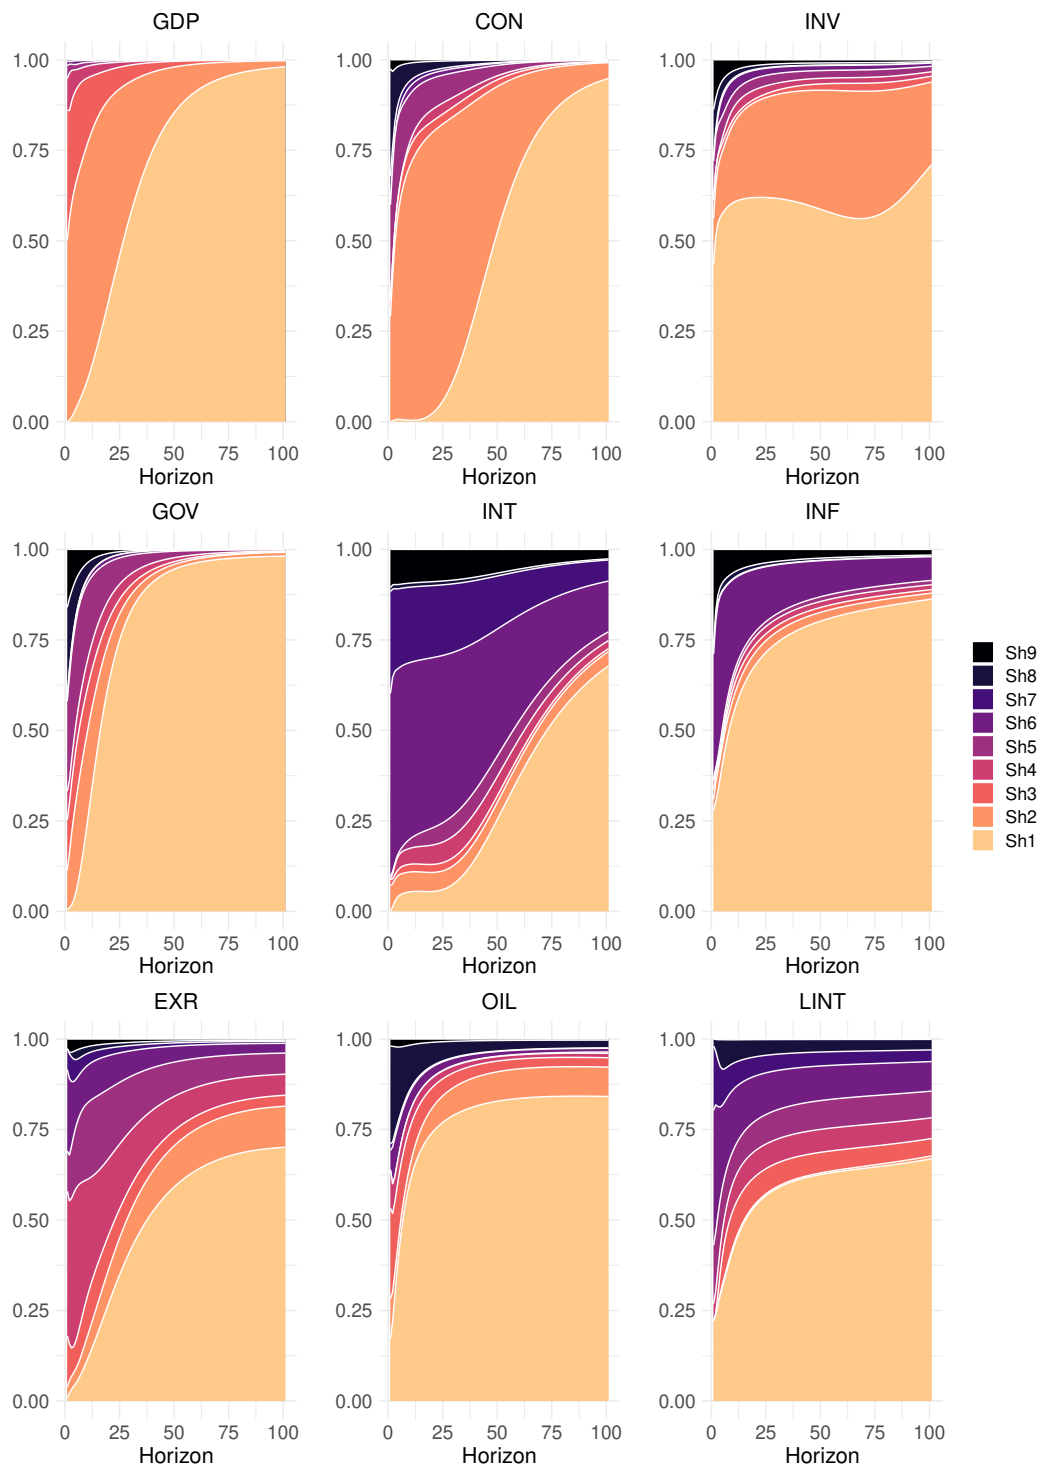 GDP CON INV
1.00 1.00 1.00
0.75 0.75 0.75
0.50 0.50 0.50
0.25 0.25 0.25
0.00 0.00 0.00
0 25 50 75 100 0 25 50 75 100 0 25 50 75 100
Horizon Horizon Horizon
GOV INT INF
1.00 1.00 1.00
0.75 0.75 0.75
0.50 0.50 0.50
0.25 0.25 0.25
0.00 0.00 0.00
0 25 50 75 100 0 25 50 75 100 0 25 50 75 100
Horizon Horizon Horizon
Sh9
Sh8
Sh7
Sh6
Sh5
Sh4
Sh3
Sh2
Sh1
EXR OIL LINT
1.00 1.00 1.00
0.75 0.75 0.75
0.50 0.50 0.50
0.25 0.25 0.25
0.00 0.00 0.00
0 25 50 75 100 0 25 50 75 100 0 25 50 75 100
Horizon Horizon Horizon